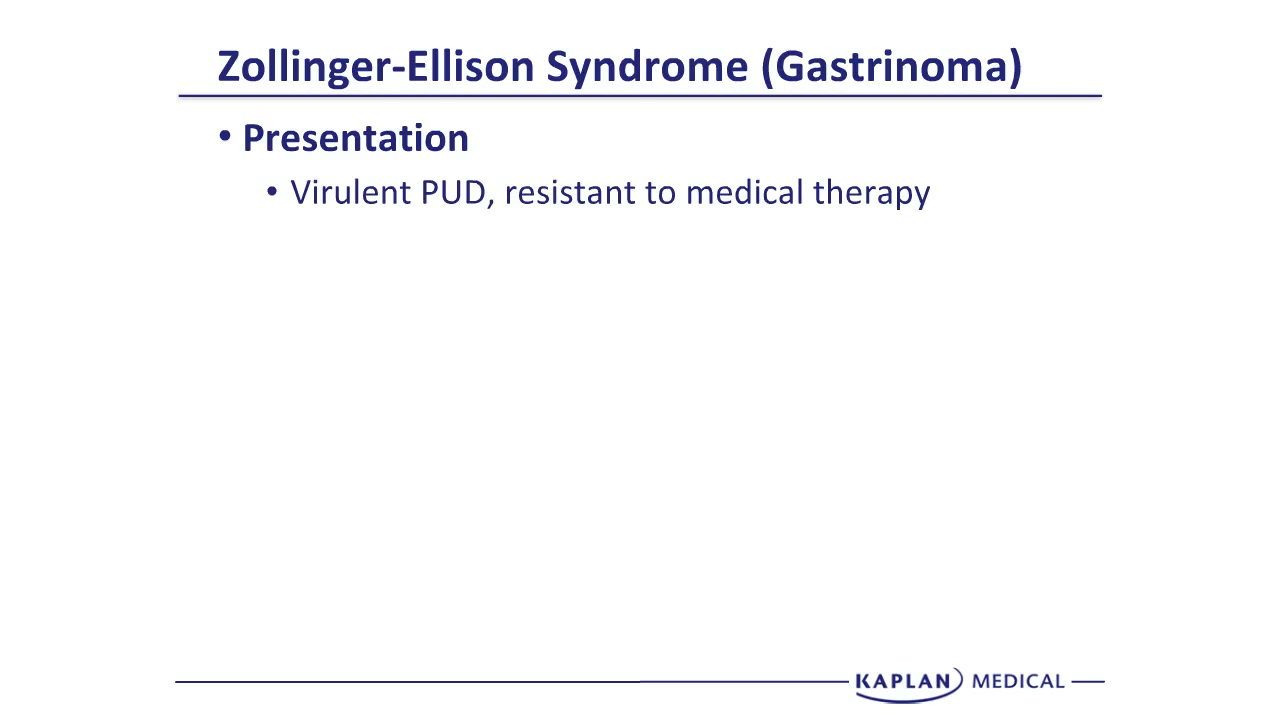 Zollinger-Ellison Syndrome (Gastrinoma)
• Presentation
• Virulent PUD, resistant to medical therapy
KAPLAN MEDICAL